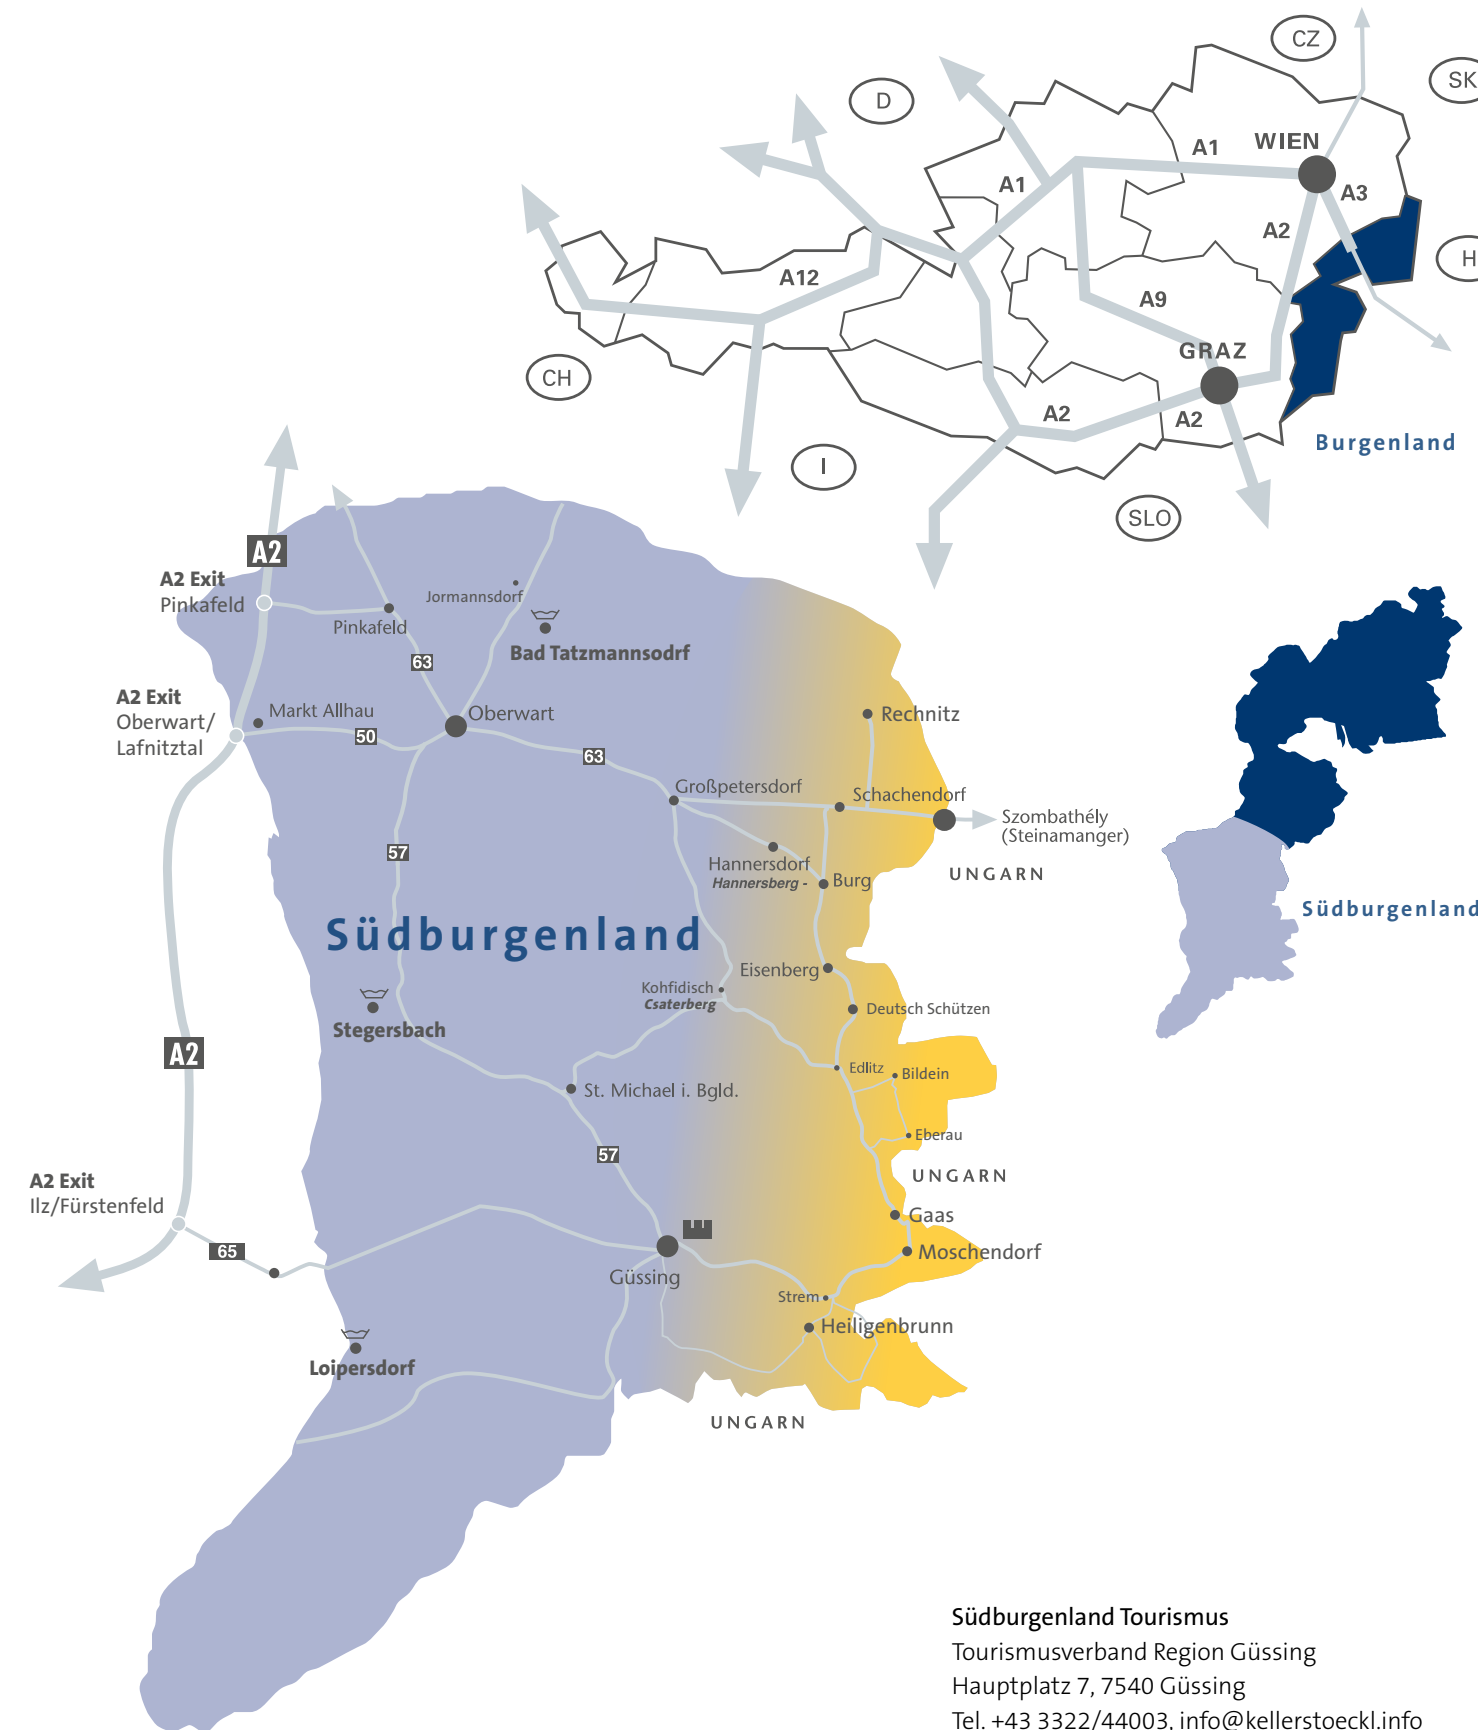 CZ
SK
D
WIEN
A1
A1
A3
A2
H
A12
A9
GRAZ
CH
A2
A2
Burgenland
I
SLO
A2
A2 Exit
Pinkafeld
Jormannsdorf
Pinkafeld
Bad Tatzmannsodrf
63
A2 Exit
Oberwart/
Lafnitztal
Markt Allhau
Oberwart
Rechnitz
50
63
Großpetersdorf
Schachendorf
Szombathély
(Steinamanger)
57
Hannersdorf
Hannersberg -
Burg
UNGARN
Südburgenland
Südburgenland
Eisenberg
Kohfidisch
Csaterberg
Deutsch Schützen
Stegersbach
A2
Edlitz
Bildein
St. Michael i. Bgld.
Eberau
57
UNGARN
A2 Exit
Ilz/Fürstenfeld
Gaas
65
Moschendorf
Güssing
Strem
Heiligenbrunn
Loipersdorf
UNGARN
Südburgenland Tourismus
Tourismusverband Region Güssing
Hauptplatz 7, 7540 Güssing
Tel. +43 3322/44003, info@kellerstoeckl.info